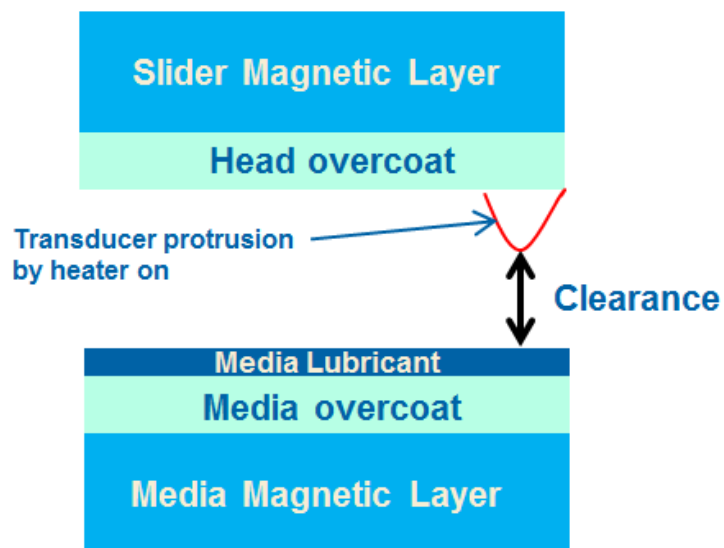 Slider Magnetic Layer
Head overcoat
Transducer protrusion
by heater on
Clearance
Media Lubricant
Media overcoat
Media Magnetic Layer